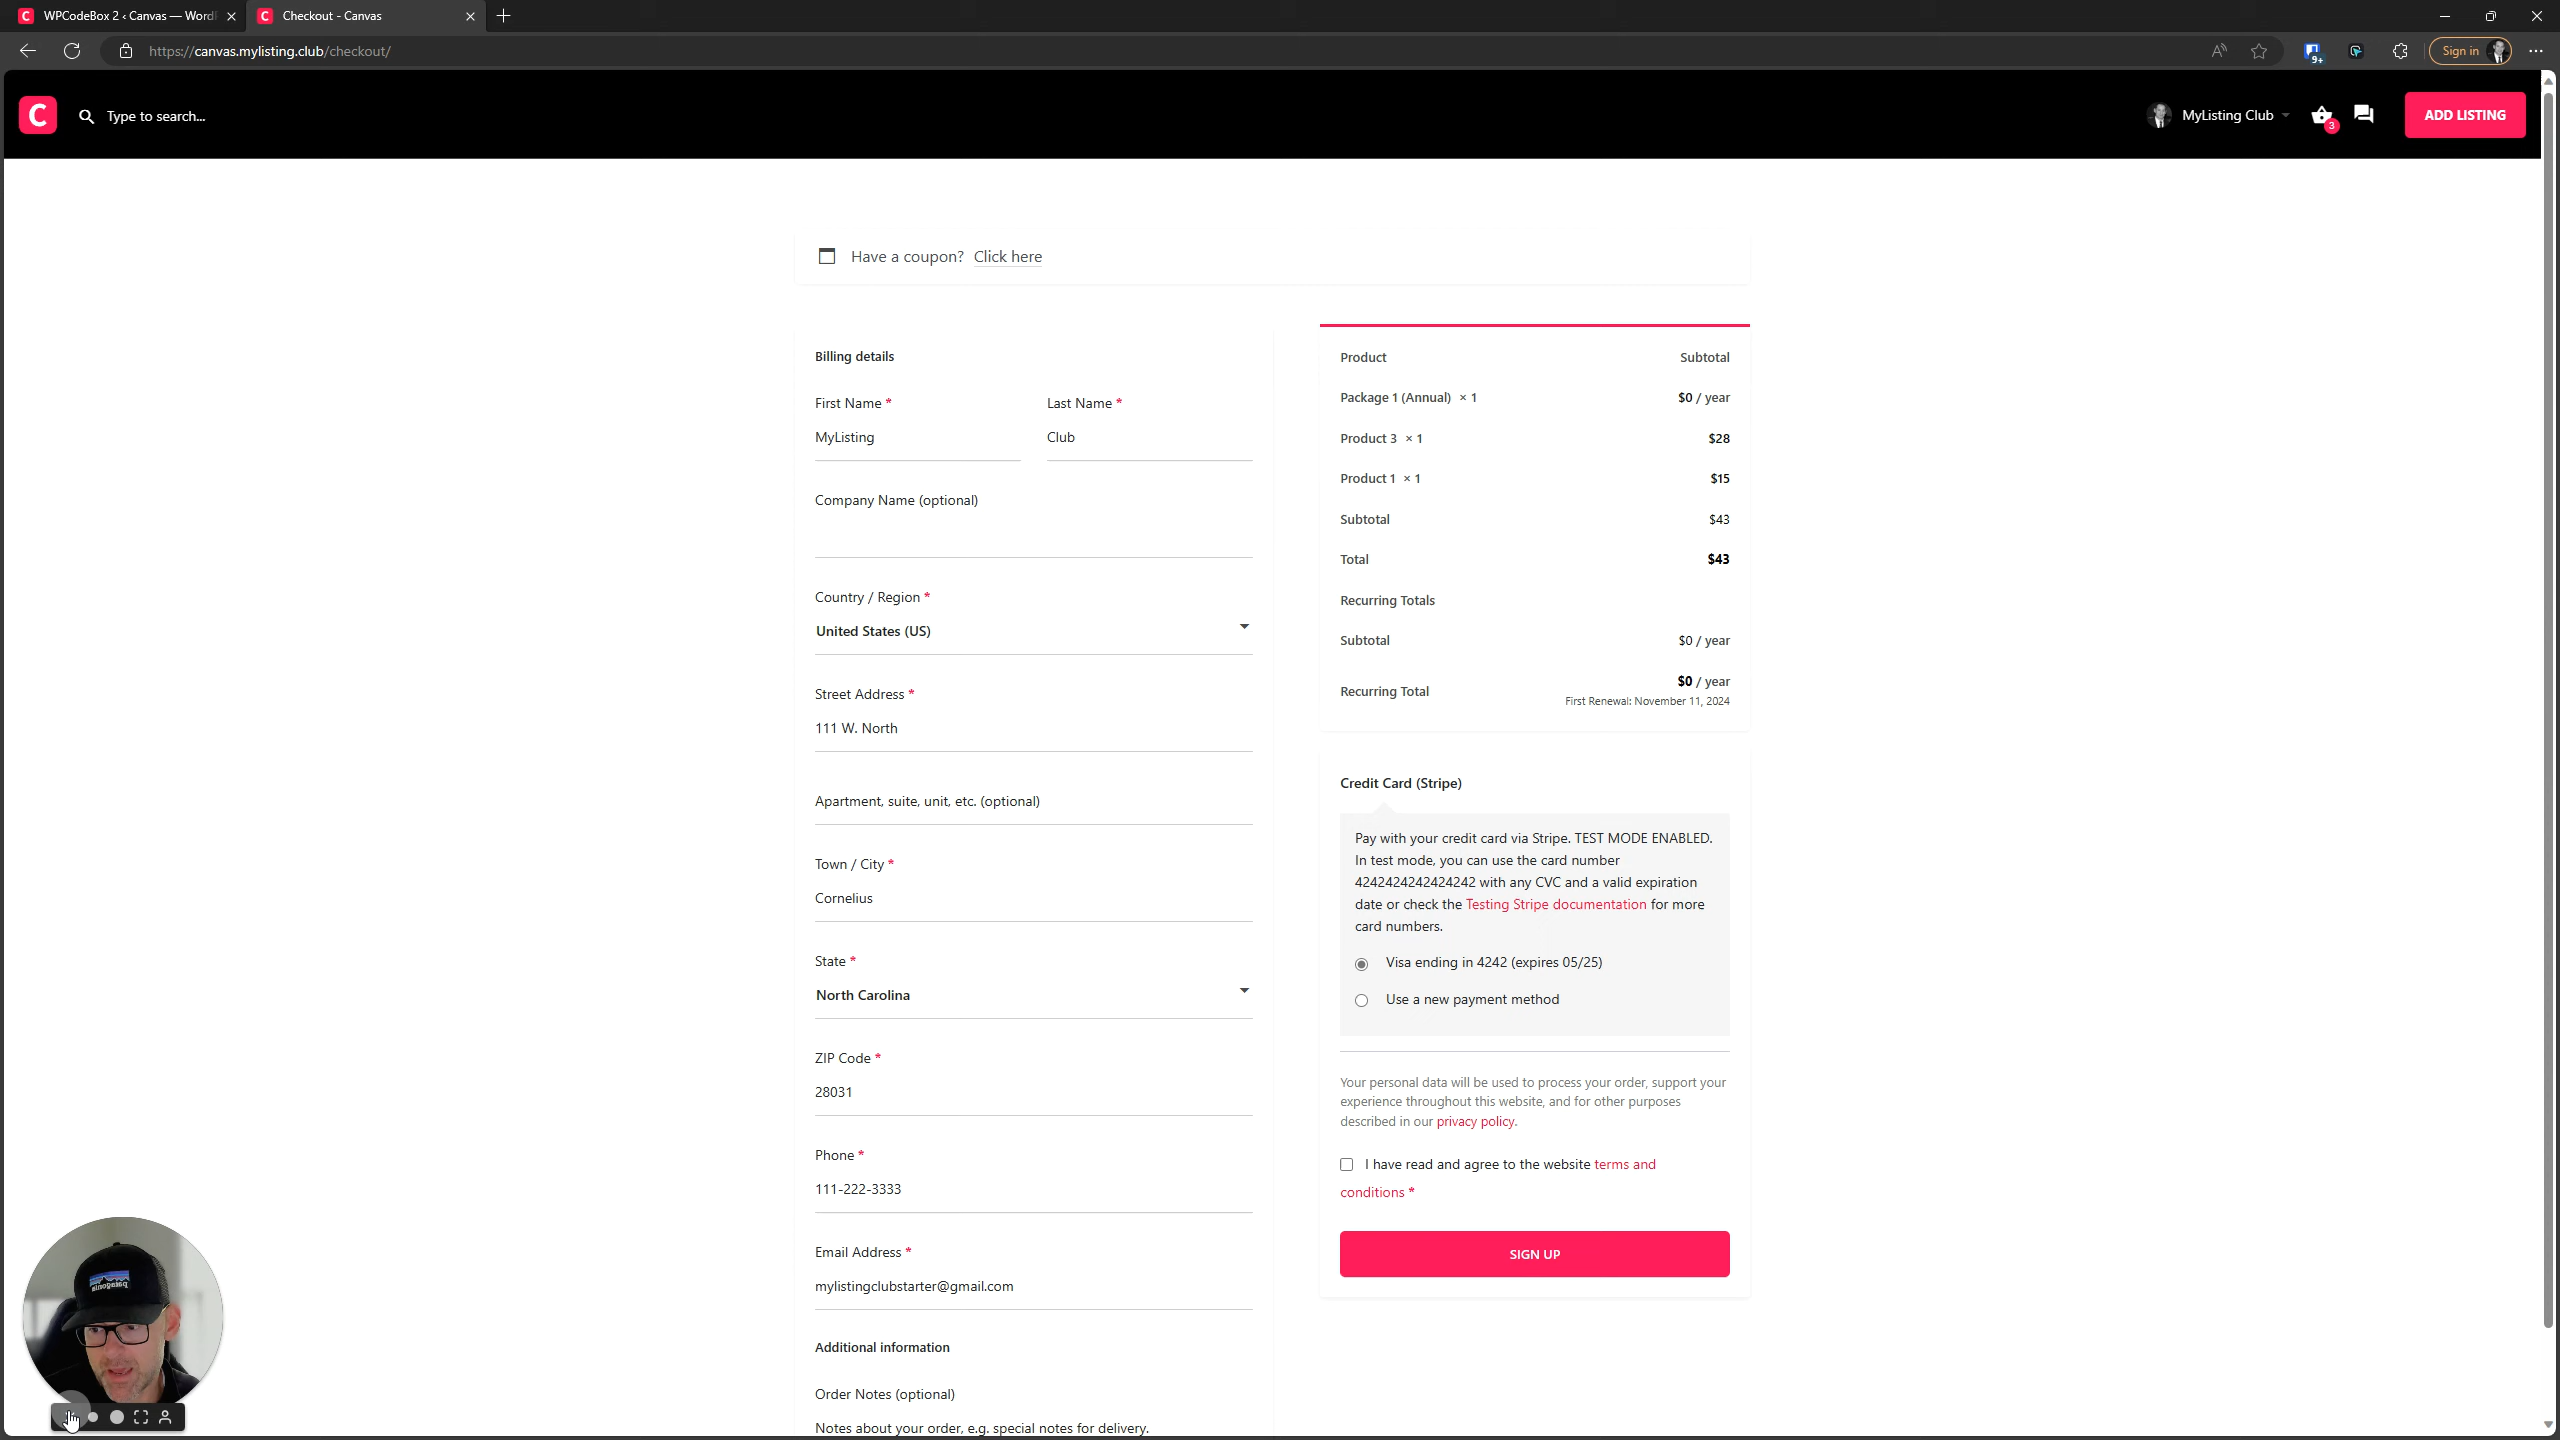 WPCodeBox 2 ‹ Canvas — Word
Checkout - Canvas
https://canvas.mylisting.club/checkout/
9+
Sign in
C
Type to search...
MyListing Club
3
ADD LISTING
Have a coupon? Click here
Billing details
First Name *
Last Name *
MyListing
Club
Company Name (optional)
Country / Region *
United States (US)
Street Address *
111 W. North
Apartment, suite, unit, etc. (optional)
Town / City *
Cornelius
State *
North Carolina
ZIP Code *
28031
Phone *
111-222-3333
Email Address *
mylistingclubstarter@gmail.com
Additional information
Order Notes (optional)
Notes about your order, e.g. special notes for delivery.
Product Subtotal
Package 1 (Annual) × 1 $0 / year
Product 3 × 1 $28
Product 1 × 1 $15
Subtotal $43
Total $43
Recurring Totals
Subtotal $0 / year
Recurring Total $0 / year
First Renewal: November 11, 2024
Credit Card (Stripe)
Pay with your credit card via Stripe. TEST MODE ENABLED.
In test mode, you can use the card number
4242424242424242 with any CVC and a valid expiration
date or check the Testing Stripe documentation for more
card numbers.
Visa ending in 4242 (expires 05/25)
Use a new payment method
Your personal data will be used to process your order, support your
experience throughout this website, and for other purposes
described in our privacy policy.
I have read and agree to the website terms and
conditions *
SIGN UP
patagonia